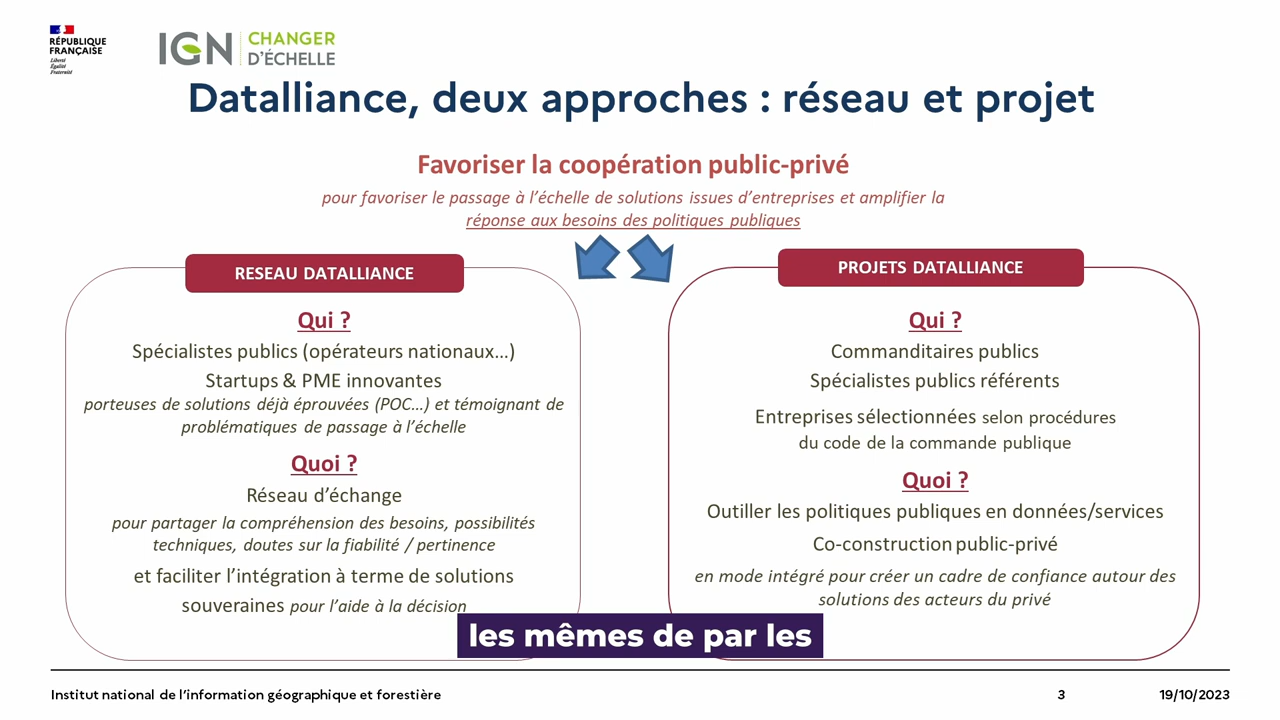 RÉPUBLIQUE
FRANÇAISE
Liberté
Égalité
Fraternité
IGN
CHANGER
D'ÉCHELLE
Datalliance, deux approches : réseau et projet
Favoriser la coopération public-privé
pour favoriser le passage à l'échelle de solutions issues d'entreprises et amplifier la
réponse aux besoins des politiques publiques
RESEAU DATALLIANCE
Qui ?
Spécialistes publics (opérateurs nationaux...)
Startups & PME innovantes
porteuses de solutions déjà éprouvées (POC...) et témoignant de
problématiques de passage à l'échelle
Quoi ?
Réseau d'échange
pour partager la compréhension des besoins, possibilités
techniques, doutes sur la fiabilité / pertinence
et faciliter l'intégration à terme de solutions
souveraines pour l'aide à la décision
PROJETS DATALLIANCE
Qui ?
Commanditaires publics
Spécialistes publics référents
Entreprises sélectionnées selon procédures
du code de la commande publique
Quoi ?
Outiller les politiques publiques en données/services
Co-construction public-privé
en mode intégré pour créer un cadre de confiance autour des
solutions des acteurs du privé
les mêmes de par les
Institut national de l'information géographique et forestière
3
19/10/2023